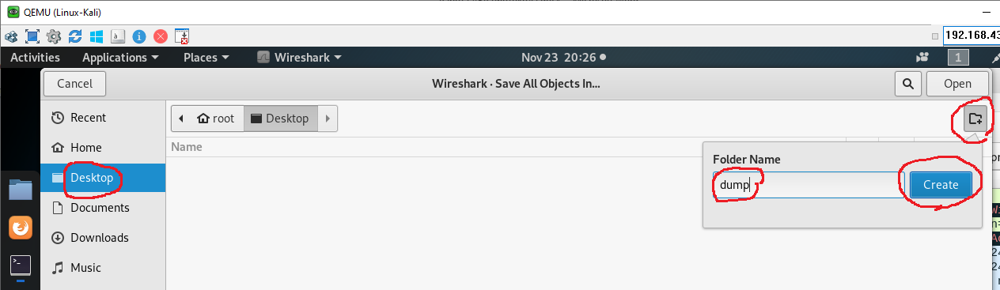 QEMU (Linux-Kali)
192.168.43
Activities Applications Places Wireshark Nov 23 20:26 1
Cancel Wireshark · Save All Objects In... Open
Recent
Home
Desktop
Documents
Downloads
Music
root Desktop
Name
Folder Name
dump Create